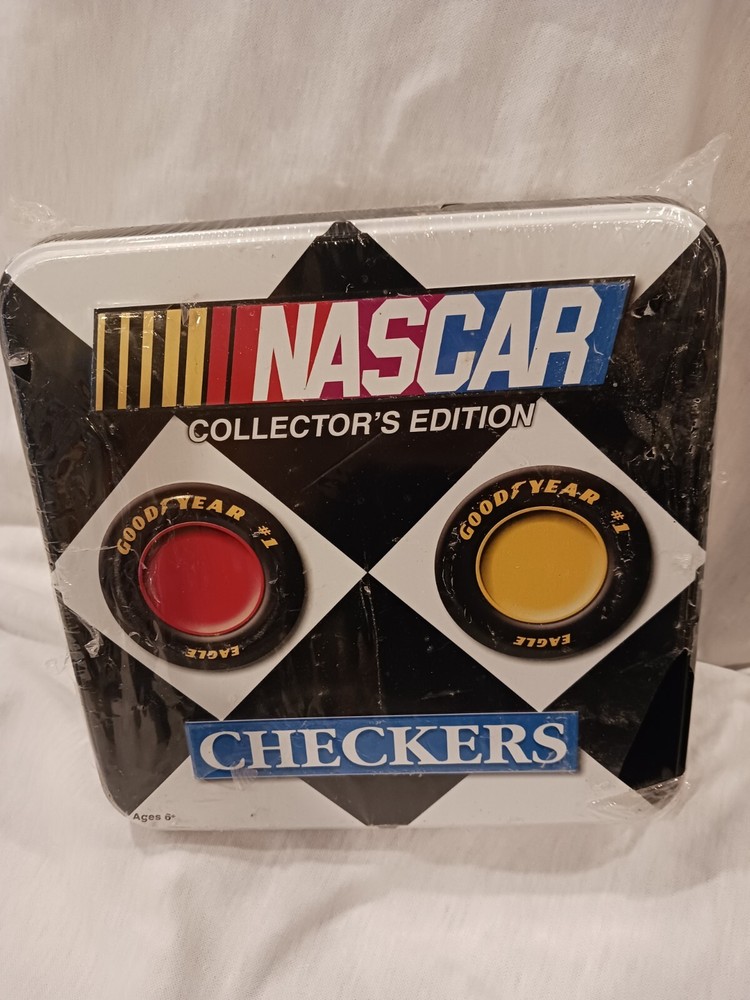 NASCAR
COLLECTOR'S EDITION
GOODYEAR #1
EAGLE
GOODYEAR #1
EAGLE
CHECKERS
Ages 6+